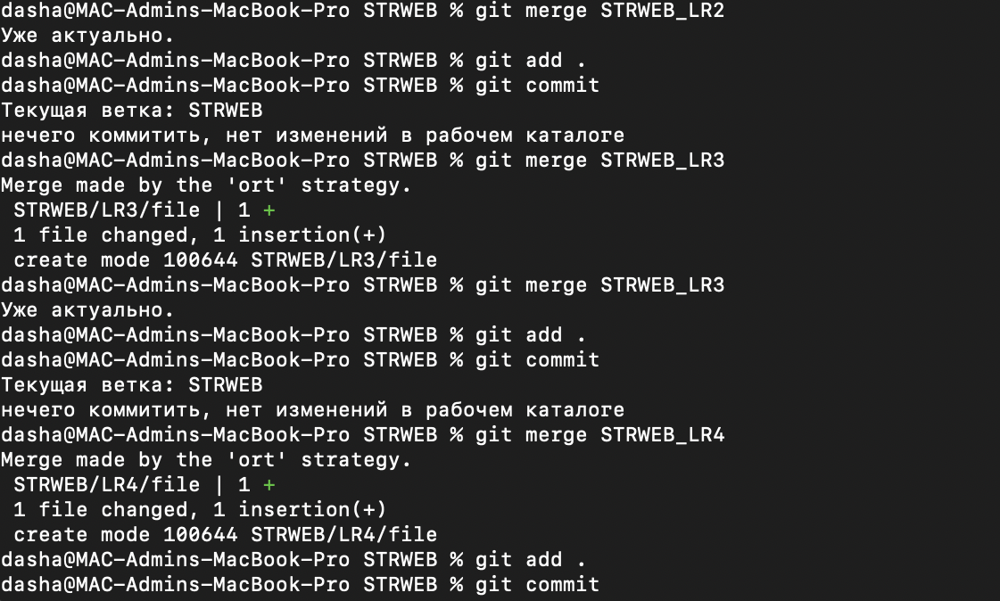 dasha@MAC-Admins-MacBook-Pro STRWEB % git merge STRWEB_LR2
Уже актуально.
dasha@MAC-Admins-MacBook-Pro STRWEB % git add .
dasha@MAC-Admins-MacBook-Pro STRWEB % git commit
Текущая ветка: STRWEB
нечего коммитить, нет изменений в рабочем каталоге
dasha@MAC-Admins-MacBook-Pro STRWEB % git merge STRWEB_LR3
Merge made by the 'ort' strategy.
 STRWEB/LR3/file | 1 +
 1 file changed, 1 insertion(+)
 create mode 100644 STRWEB/LR3/file
dasha@MAC-Admins-MacBook-Pro STRWEB % git merge STRWEB_LR3
Уже актуально.
dasha@MAC-Admins-MacBook-Pro STRWEB % git add .
dasha@MAC-Admins-MacBook-Pro STRWEB % git commit
Текущая ветка: STRWEB
нечего коммитить, нет изменений в рабочем каталоге
dasha@MAC-Admins-MacBook-Pro STRWEB % git merge STRWEB_LR4
Merge made by the 'ort' strategy.
 STRWEB/LR4/file | 1 +
 1 file changed, 1 insertion(+)
 create mode 100644 STRWEB/LR4/file
dasha@MAC-Admins-MacBook-Pro STRWEB % git add .
dasha@MAC-Admins-MacBook-Pro STRWEB % git commit